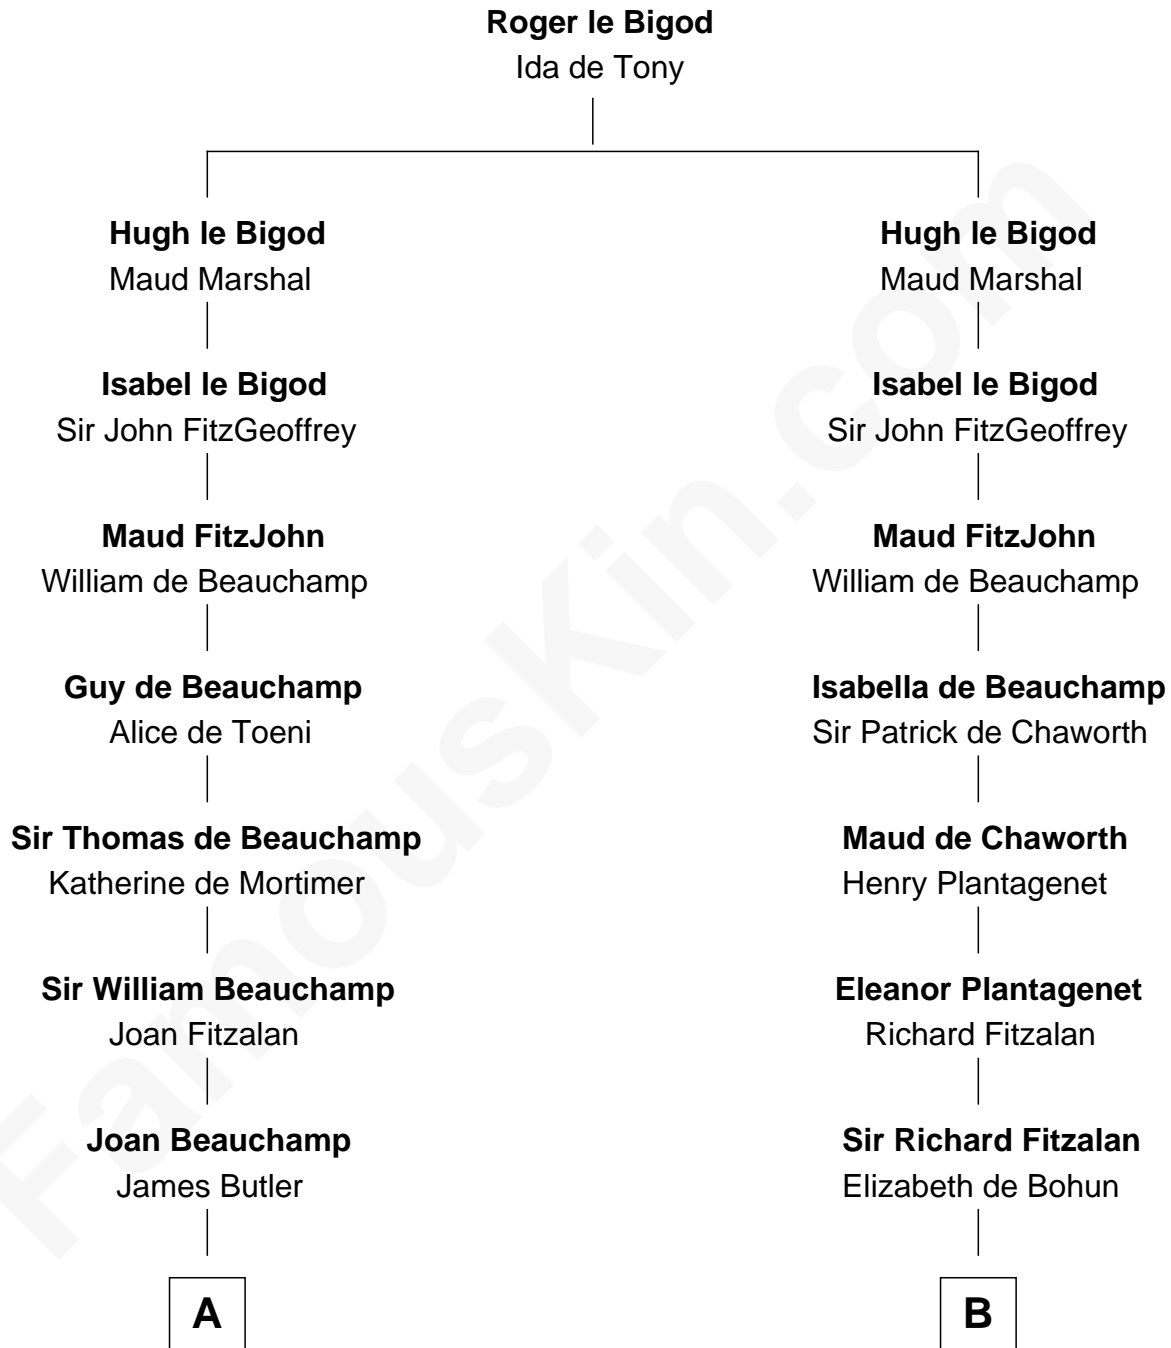 Roger le Bigod
Ida de Tony
Hugh le Bigod
Maud Marshal
Isabel le Bigod
Sir John FitzGeoffrey
Maud FitzJohn
William de Beauchamp
Guy de Beauchamp
Alice de Toeni
Sir Thomas de Beauchamp
Katherine de Mortimer
Sir William Beauchamp
Joan Fitzalan
Joan Beauchamp
James Butler
A
Hugh le Bigod
Maud Marshal
Isabel le Bigod
Sir John FitzGeoffrey
Maud FitzJohn
William de Beauchamp
Isabella de Beauchamp
Sir Patrick de Chaworth
Maud de Chaworth
Henry Plantagenet
Eleanor Plantagenet
Richard Fitzalan
Sir Richard Fitzalan
Elizabeth de Bohun
B
FamousKin.com